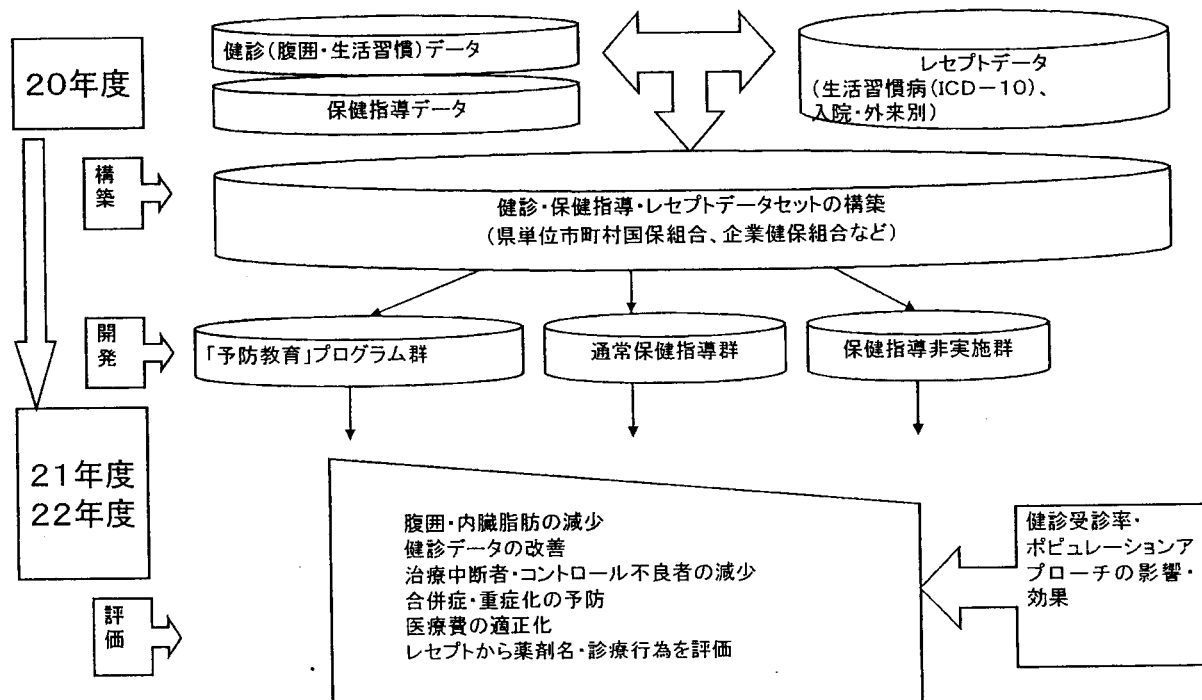 20年度
健診(腹囲・生活習慣)データ
保健指導データ
レセプトデータ
(生活習慣病(ICD－10)、
入院・外来別)
構
築
健診・保健指導・レセプトデータセットの構築
(県単位市町村国保組合、企業健保組合など)
開
発
「予防教育」プログラム群
通常保健指導群
保健指導非実施群
21年度
22年度
腹囲・内臓脂肪の減少
健診データの改善
治療中断者・コントロール不良者の減少
合併症・重症化の予防
医療費の適正化
レセプトから薬剤名・診療行為を評価
健診受診率・
ポピュレーションア
プローチの影響・
効果
評
価